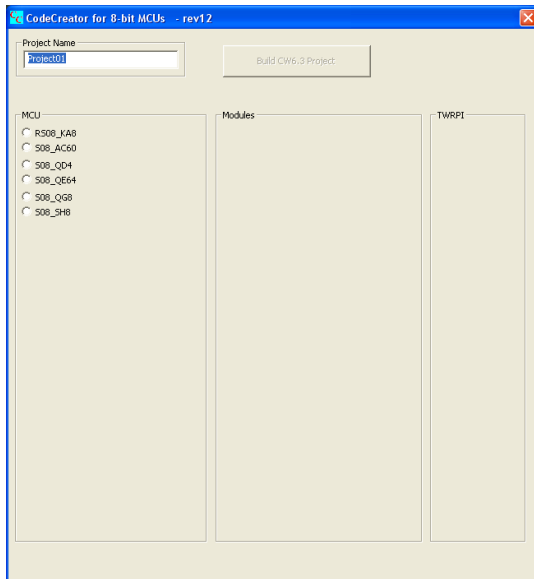 CodeCreator for 8-bit MCUs - rev12
Project Name
Project01
Build CW6.3 Project
MCU
RS08_KA8
S08_AC60
S08_QD4
S08_QE64
S08_QG8
S08_SH8
Modules
TWRPI